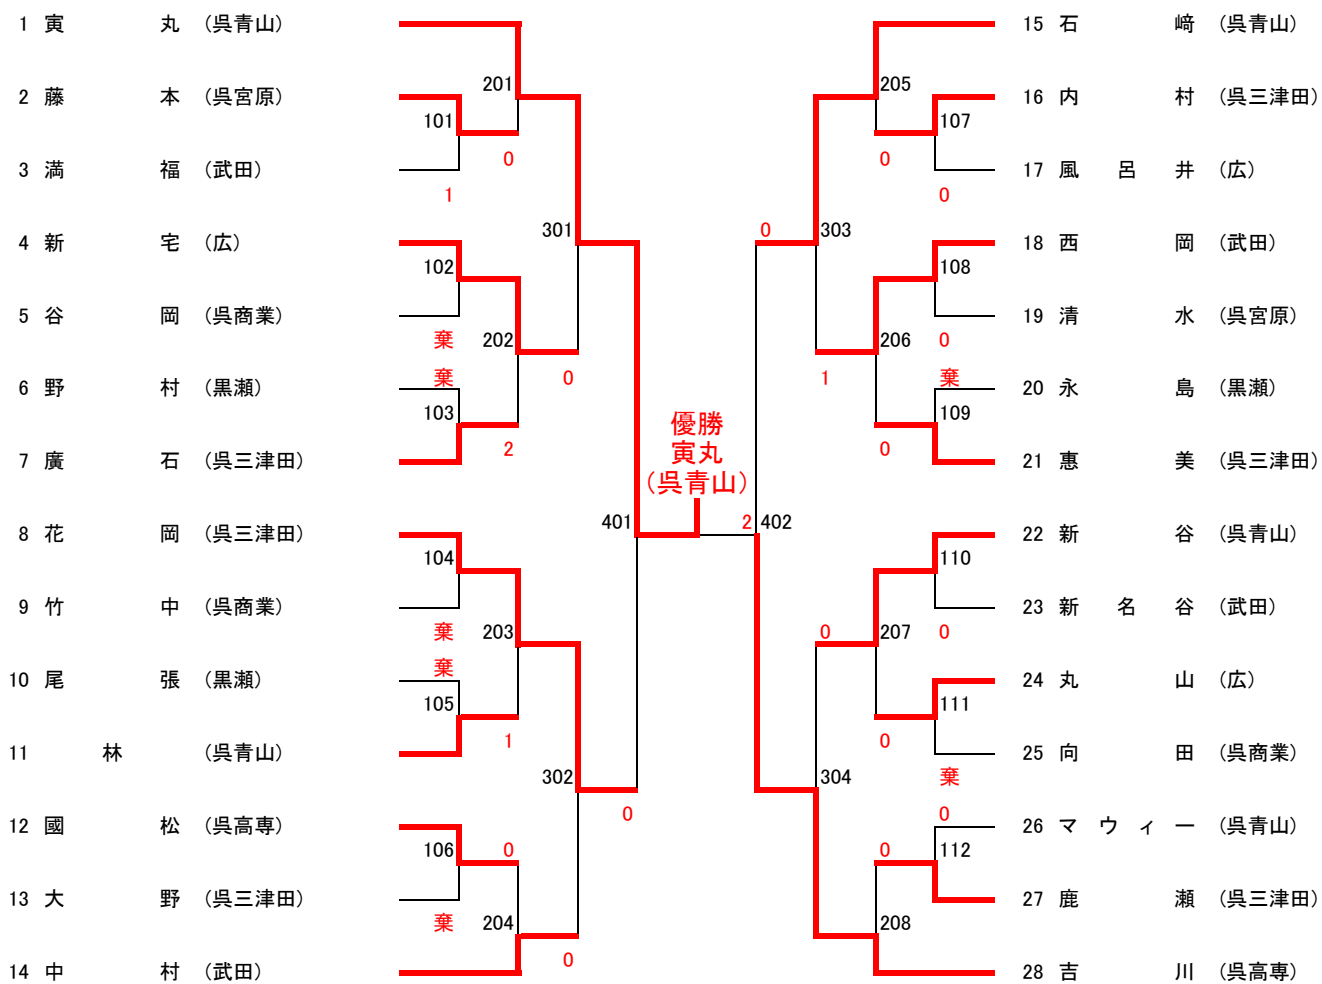 1 寅 丸 (呉青山)
15 石 﨑 (呉青山)
201
205
2 藤 本 (呉宮原)
16 内 村 (呉三津田)
101
107
0
0
3 満 福 (武田)
17 風 呂 井 (広)
1
0
301
0
303
4 新 宅 (広)
18 西 岡 (武田)
102
108
5 谷 岡 (呉商業)
19 清 水 (呉宮原)
棄
202
206
0
棄
0
1
棄
6 野 村 (黒瀬)
20 永 島 (黒瀬)
103
109
優勝
2
0
寅丸
7 廣 石 (呉三津田)
21 惠 美 (呉三津田)
(呉青山)
401
2
402
8 花 岡 (呉三津田)
22 新 谷 (呉青山)
104
110
9 竹 中 (呉商業)
23 新 名 谷 (武田)
棄
203
0
207
0
棄
10 尾 張 (黒瀬)
24 丸 山 (広)
105
111
1
0
11 林 (呉青山)
25 向 田 (呉商業)
302
304
棄
0
0
12 國 松 (呉高専)
26 マ ウ ィ ー (呉青山)
106
0
0
112
13 大 野 (呉三津田)
27 鹿 瀬 (呉三津田)
棄
204
208
0
14 中 村 (武田)
28 吉 川 (呉高専)